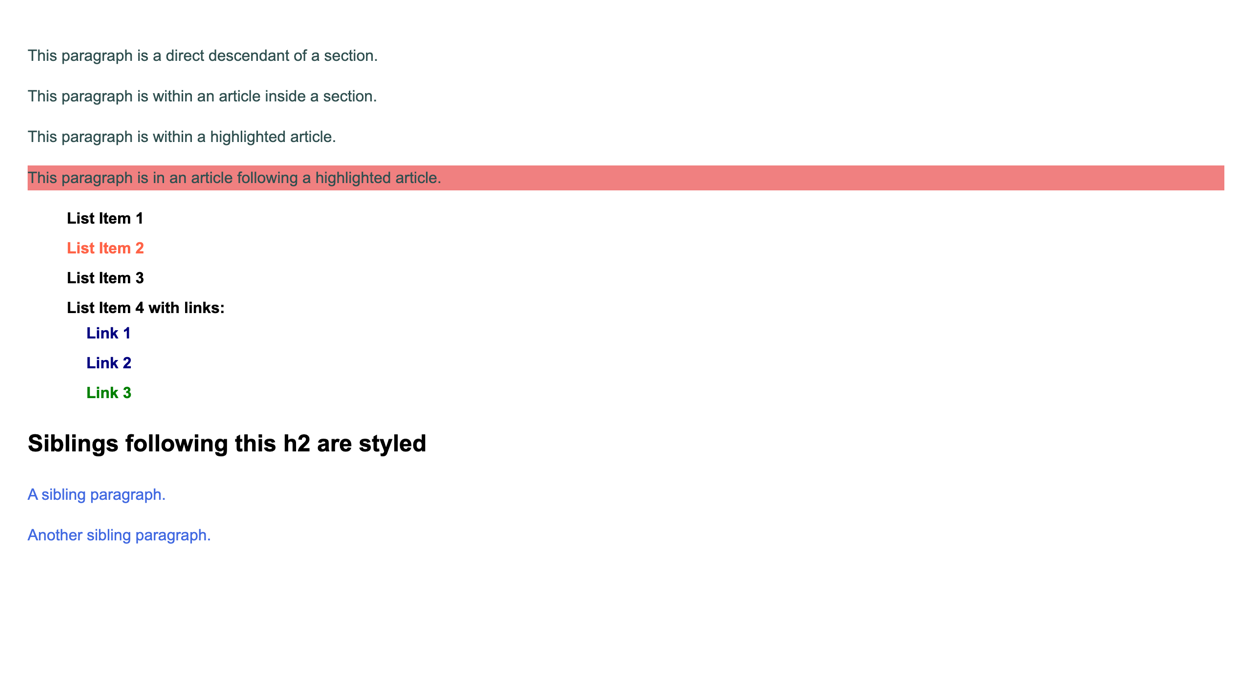 This paragraph is a direct descendant of a section.
This paragraph is within an article inside a section.
This paragraph is within a highlighted article.
This paragraph is in an article following a highlighted article.
List Item 1
List Item 2
List Item 3
List Item 4 with links:
Link 1
Link 2
Link 3
Siblings following this h2 are styled
A sibling paragraph.
Another sibling paragraph.